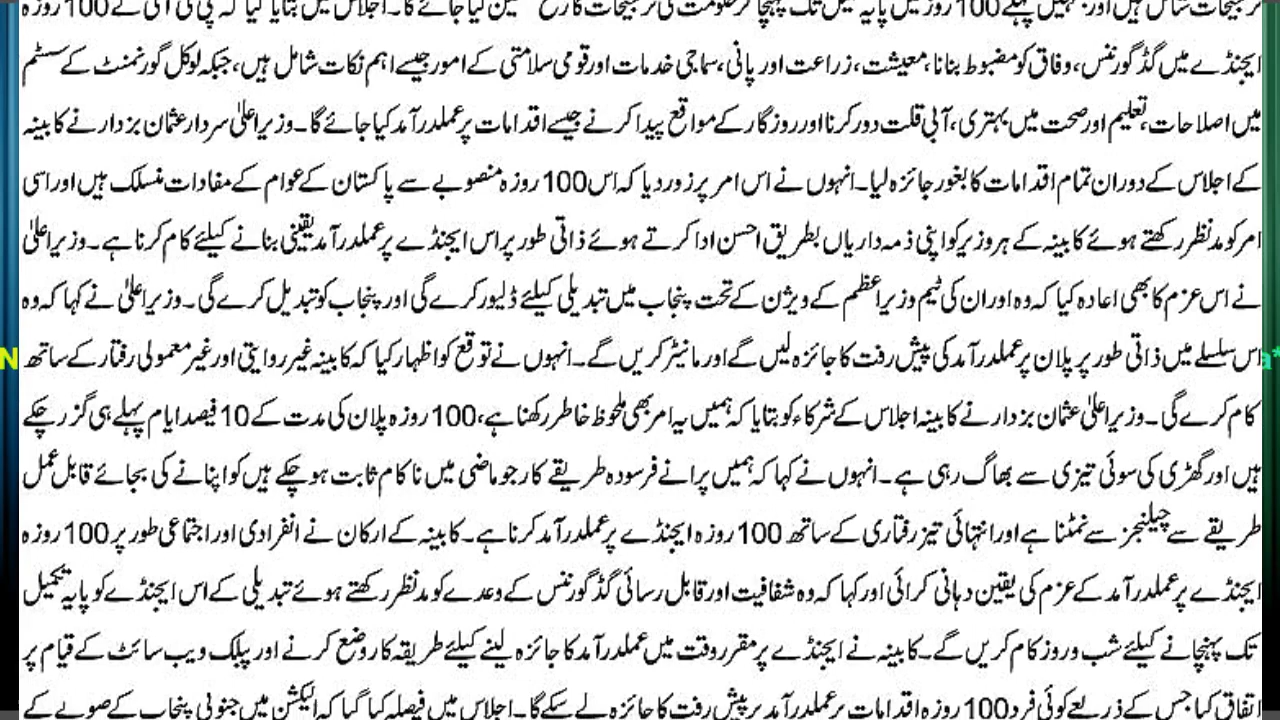 ترجیحات شامل ہیں اور جنہیں پہلے 100 روز میں پایہ تکمیل تک پہنچا کر حکومت کی ترجیحات کا رخ متعین کیا جائے گا۔ اجلاس میں بتایا گیا کہ پی ٹی آئی کے 100 روزہ
ایجنڈے میں گڈ گورننس، وفاق کو مضبوط بنانا، معیشت، زراعت اور پانی، سماجی خدمات اور قومی سلامتی کے امور جیسے اہم نکات شامل ہیں، جبکہ لوکل گورنمنٹ کے سسٹم
میں اصلاحات، تعلیم اور صحت میں بہتری، آبی قلت دور کرنا اور روزگار کے مواقع پیدا کرنے جیسے اقدامات پر عملدرآمد کیا جائے گا۔ وزیراعلیٰ سردار عثمان بزدار نے کابینہ
کے اجلاس کے دوران تمام اقدامات کا بغور جائزہ لیا۔ انہوں نے اس امر پر زور دیا کہ اس 100 روزہ منصوبے سے پاکستان کے عوام کے مفادات منسلک ہیں اور اسی
امر کو مدنظر رکھتے ہوئے کابینہ کے ہر وزیر کو اپنی ذمہ داریاں بطریق احسن ادا کرتے ہوئے ذاتی طور پر اس ایجنڈے پر عملدرآمد یقینی بنانے کیلئے کام کرنا ہے۔ وزیراعلیٰ
نے اس عزم کا بھی اعادہ کیا کہ وہ اور ان کی ٹیم وزیراعظم کے ویژن کے تحت پنجاب میں تبدیلی کیلئے ڈلیور کرے گی اور پنجاب کو تبدیل کرے گی۔ وزیراعلیٰ نے کہا کہ وہ
اس سلسلے میں ذاتی طور پر پلان پر عملدرآمد کی پیش رفت کا جائزہ لیں گے اور مانیٹر کریں گے۔ انہوں نے توقع کو اظہار کیا کہ کابینہ غیر روایتی اور غیر معمولی رفتار کے ساتھ
کام کرے گی۔ وزیراعلیٰ عثمان بزدار نے کابینہ اجلاس کے شرکاء کو بتایا کہ ہمیں یہ امر بھی ملحوظ خاطر رکھنا ہے، 100 روزہ پلان کی مدت کے 10 فیصد ایام پہلے ہی گزر چکے
ہیں اور گھڑی کی سوئی تیزی سے بھاگ رہی ہے۔ انہوں نے کہا کہ ہمیں پرانے فرسودہ طریقے کار جو ماضی میں ناکام ثابت ہو چکے ہیں کو اپنانے کی بجائے قابل عمل
طریقے سے چیلنجز سے نمٹنا ہے اور انتہائی تیز رفتاری کے ساتھ 100 روزہ ایجنڈے پر عملدرآمد کرنا ہے۔ کابینہ کے ارکان نے انفرادی اور اجتماعی طور پر 100 روزہ
ایجنڈے پر عملدرآمد کے عزم کی یقین دہانی کرائی اور کہا کہ وہ شفافیت اور قابل رسائی گڈ گورننس کے وعدے کو مدنظر رکھتے ہوئے تبدیلی کے اس ایجنڈے کو پایہ تکمیل
تک پہنچانے کیلئے شب و روز کام کریں گے۔ کابینہ نے ایجنڈے پر مقرر وقت میں عملدرآمد کا جائزہ لینے کیلئے طریقہ کار وضع کرنے اور پبلک ویب سائٹ کے قیام پر
اتفاق کیا جس کے ذریعے کوئی فرد 100 روزہ اقدامات پر عملدرآمد پر پیش رفت کا جائزہ لے سکے گا۔ اجلاس میں فیصلہ کیا گیا کہ الیکشن میں جنوبی پنجاب کے صوبے کے